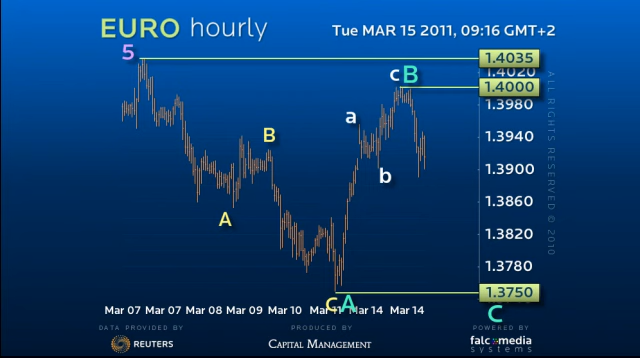 EURO hourly
Tue MAR 15 2011, 09:16 GMT+2
5
1.4035
1.4020
c B
1.4000
1.3980
a
B
1.3940
b
1.3900
A
1.3860
1.3820
1.3780
1.3750
c A
C
Mar 07 Mar 07 Mar 08 Mar 09 Mar 10 Mar 11 Mar 14 Mar 14
ALL RIGHTS RESERVED © 2010
DATA PROVIDED BY
REUTERS
PRODUCED BY
CAPITAL MANAGEMENT
POWERED BY
falc media
systems